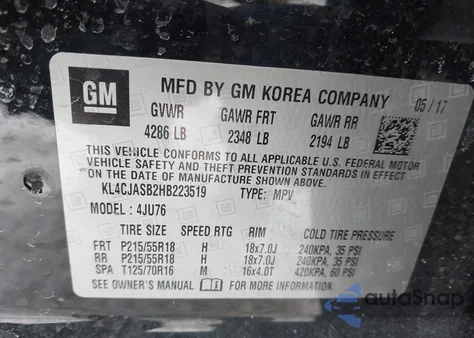 GM
MFD BY GM KOREA COMPANY 05/17
GVWR GAWR FRT GAWR RR
4286 LB 2348 LB 2194 LB
THIS VEHICLE CONFORMS TO ALL APPLICABLE U.S. FEDERAL MOTOR
VEHICLE SAFETY AND THEFT PREVENTION STANDARDS IN EFFECT ON THE
DATE OF MANUFACTURE SHOWN ABOVE.
KL4CJASB2HB223519 TYPE: MPV
MODEL : 4JU76
TIRE SIZE SPEED RTG RIM COLD TIRE PRESSURE
FRT P215/55R18 H 18x7.0J 240KPA, 35 PSI
RR P215/55R18 H 18x7.0J 240KPA, 35 PSI
SPA T125/70R16 M 16x4.0T 420KPA, 60 PSI
SEE OWNER'S MANUAL FOR MORE INFORMATION
autoSnap